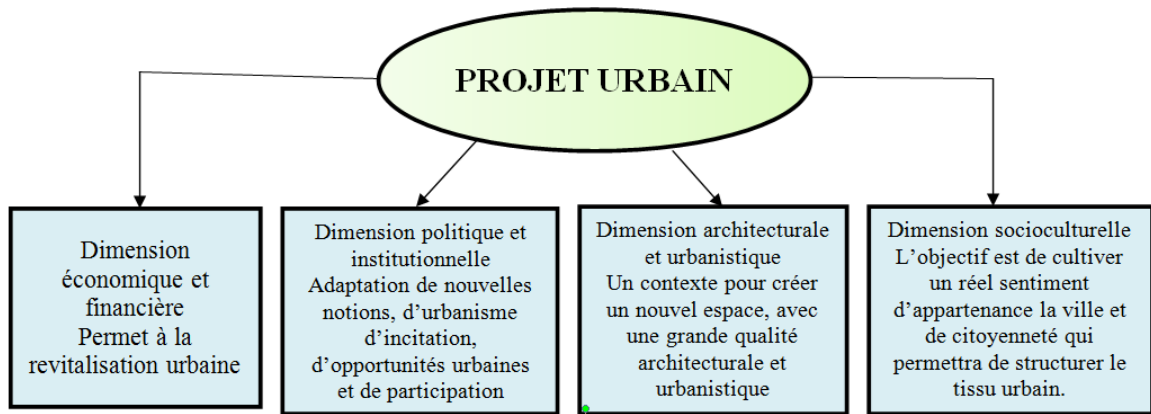 PROJET URBAIN
Dimension
économique et
financière
Permet à la
revitalisation urbaine
Dimension politique et
institutionnelle
Adaptation de nouvelles
notions, d’urbanisme
d’incitation,
d’opportunités urbaines
et de participation
Dimension architecturale
et urbanistique
Un contexte pour créer
un nouvel espace, avec
une grande qualité
architecturale et
urbanistique
Dimension socioculturelle
L’objectif est de cultiver
un réel sentiment
d’appartenance la ville et
de citoyenneté qui
permettra de structurer le
tissu urbain.